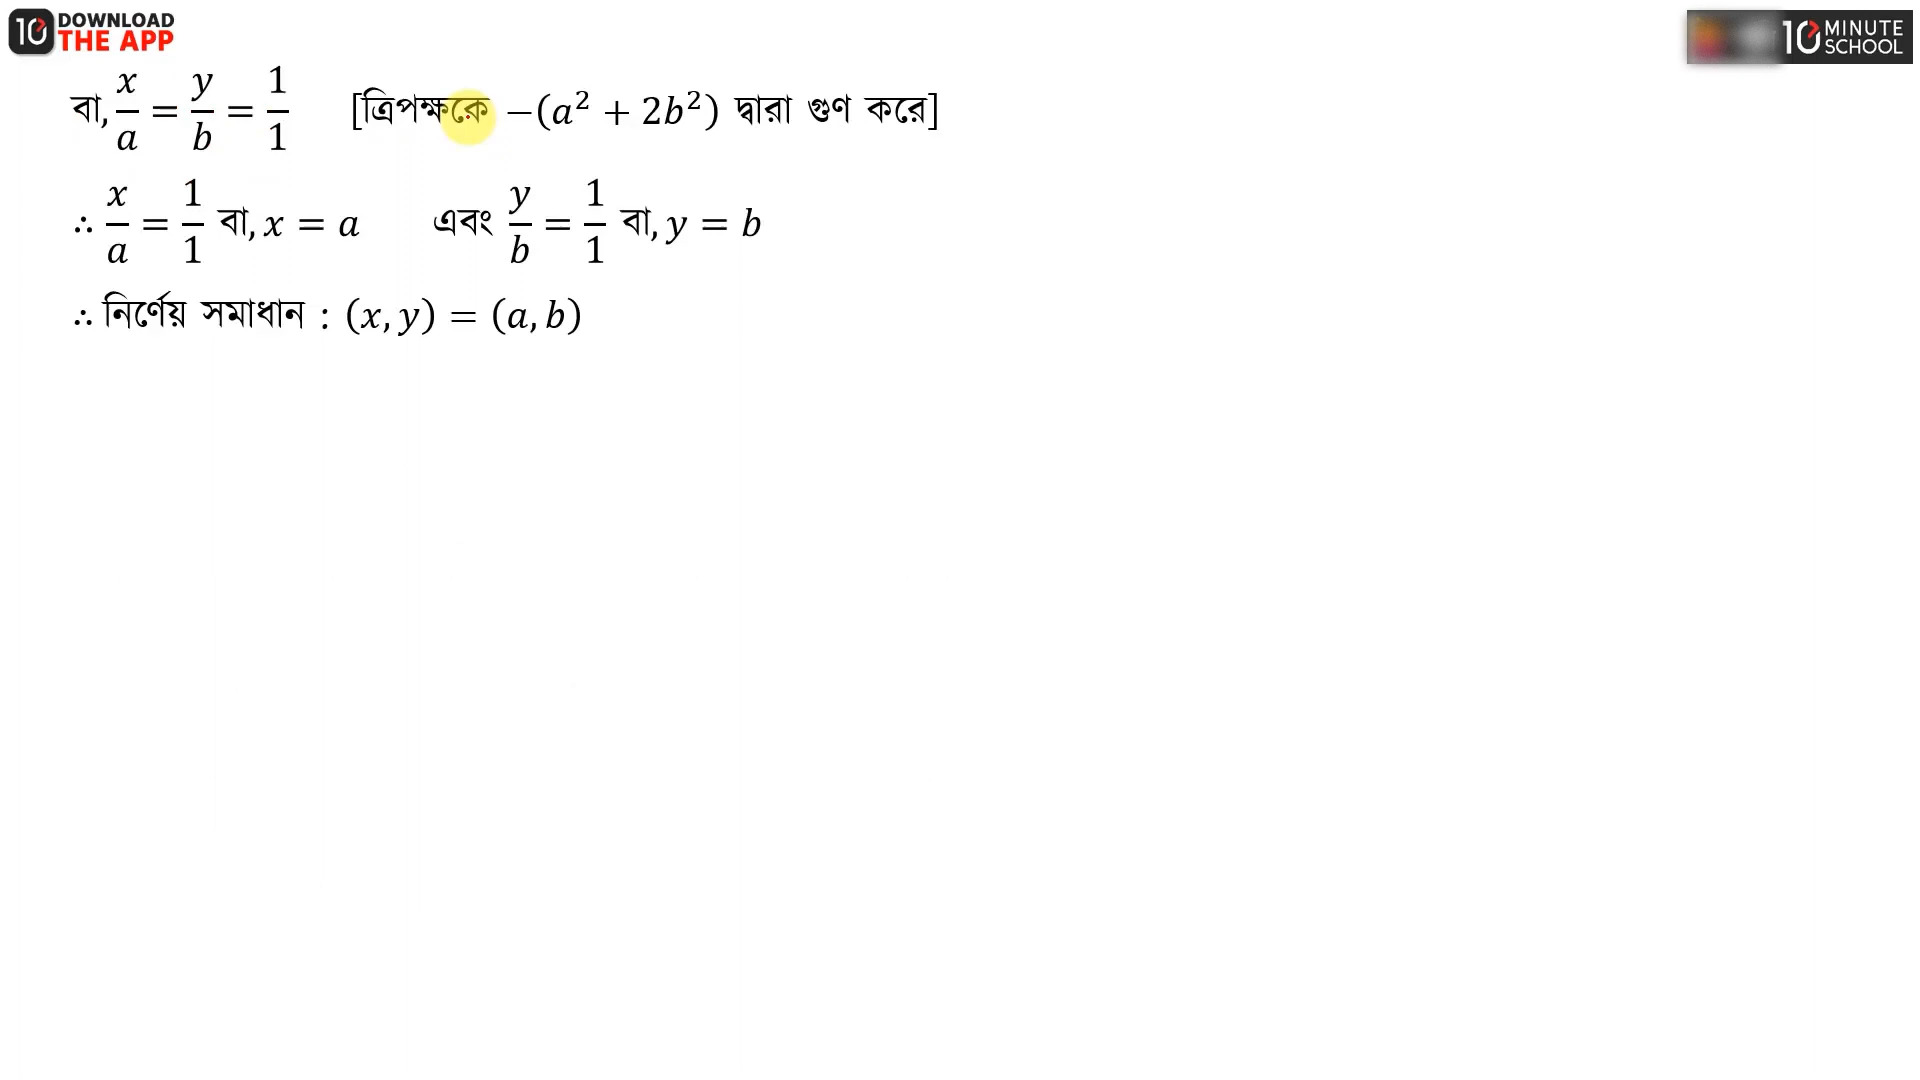 10 DOWNLOAD THE APP
10 MINUTE SCHOOL
বা, x/a = y/b = 1/1 [ত্রিপক্ষকে −(a² + 2b²) দ্বারা গুণ করে]
∴ x/a = 1/1 বা, x = a এবং y/b = 1/1 বা, y = b
∴ নির্ণেয় সমাধান : (x, y) = (a, b)